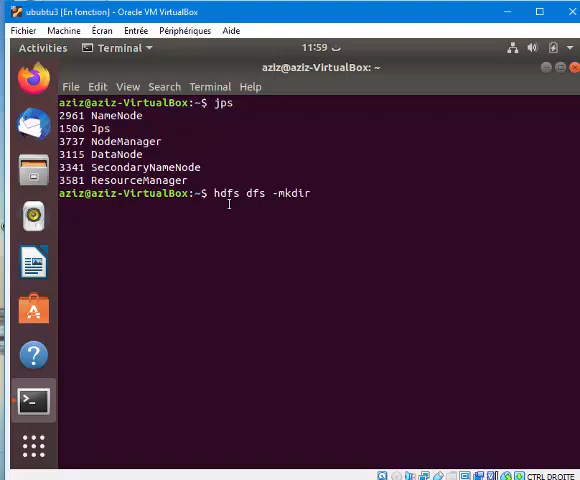 ububtu3 [En fonction] - Oracle VM VirtualBox
Fichier Machine Écran Entrée Périphériques Aide
Activities Terminal 11:59 ت
aziz@aziz-VirtualBox: ~
File Edit View Search Terminal Help
aziz@aziz-VirtualBox:~$ jps
2961 NameNode
1506 Jps
3737 NodeManager
3115 DataNode
3341 SecondaryNameNode
3581 ResourceManager
aziz@aziz-VirtualBox:~$ hdfs dfs -mkdir
CTRL DROITE